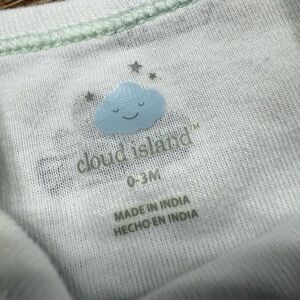 cloud island™
0-3M
MADE IN INDIA
HECHO EN INDIA